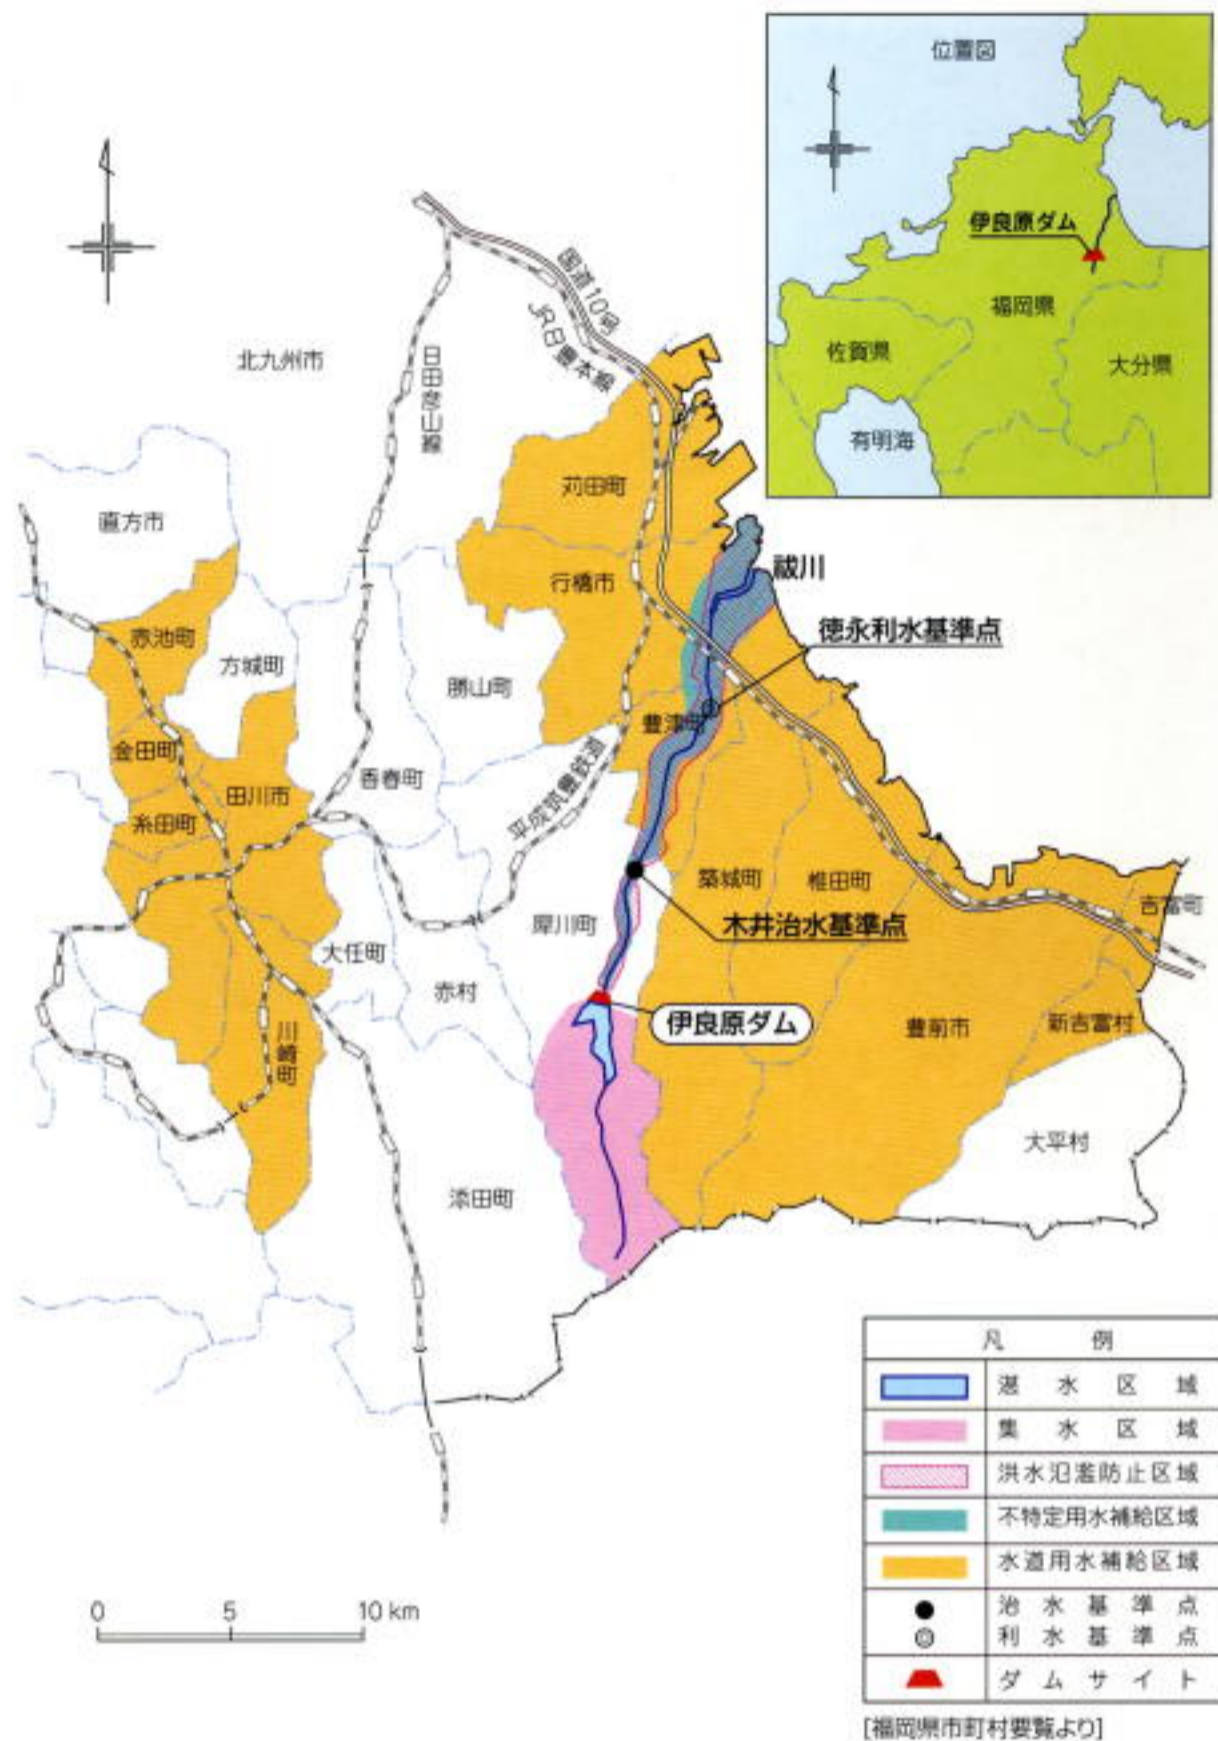 位置図
伊良原ダム
福岡県
佐賀県
大分県
有明海
国道10号
JR日豊本線
日田彦山線
北九州市
苅田町
直方市
行橋市
祓川
徳永利水基準点
赤池町
方城町
勝山町
豊津町
金田町
香春町
平成筑豊鉄道
田川市
糸田町
築城町
椎田町
吉富町
犀川町
木井治水基準点
大任町
赤村
伊良原ダム
豊前市
新吉富村
川崎町
大平村
添田町
凡例
湛水区域
集水区域
洪水氾濫防止区域
不特定用水補給区域
水道用水補給区域
治水基準点
利水基準点
ダムサイト
0 5 10 km
[福岡県市町村要覧より]